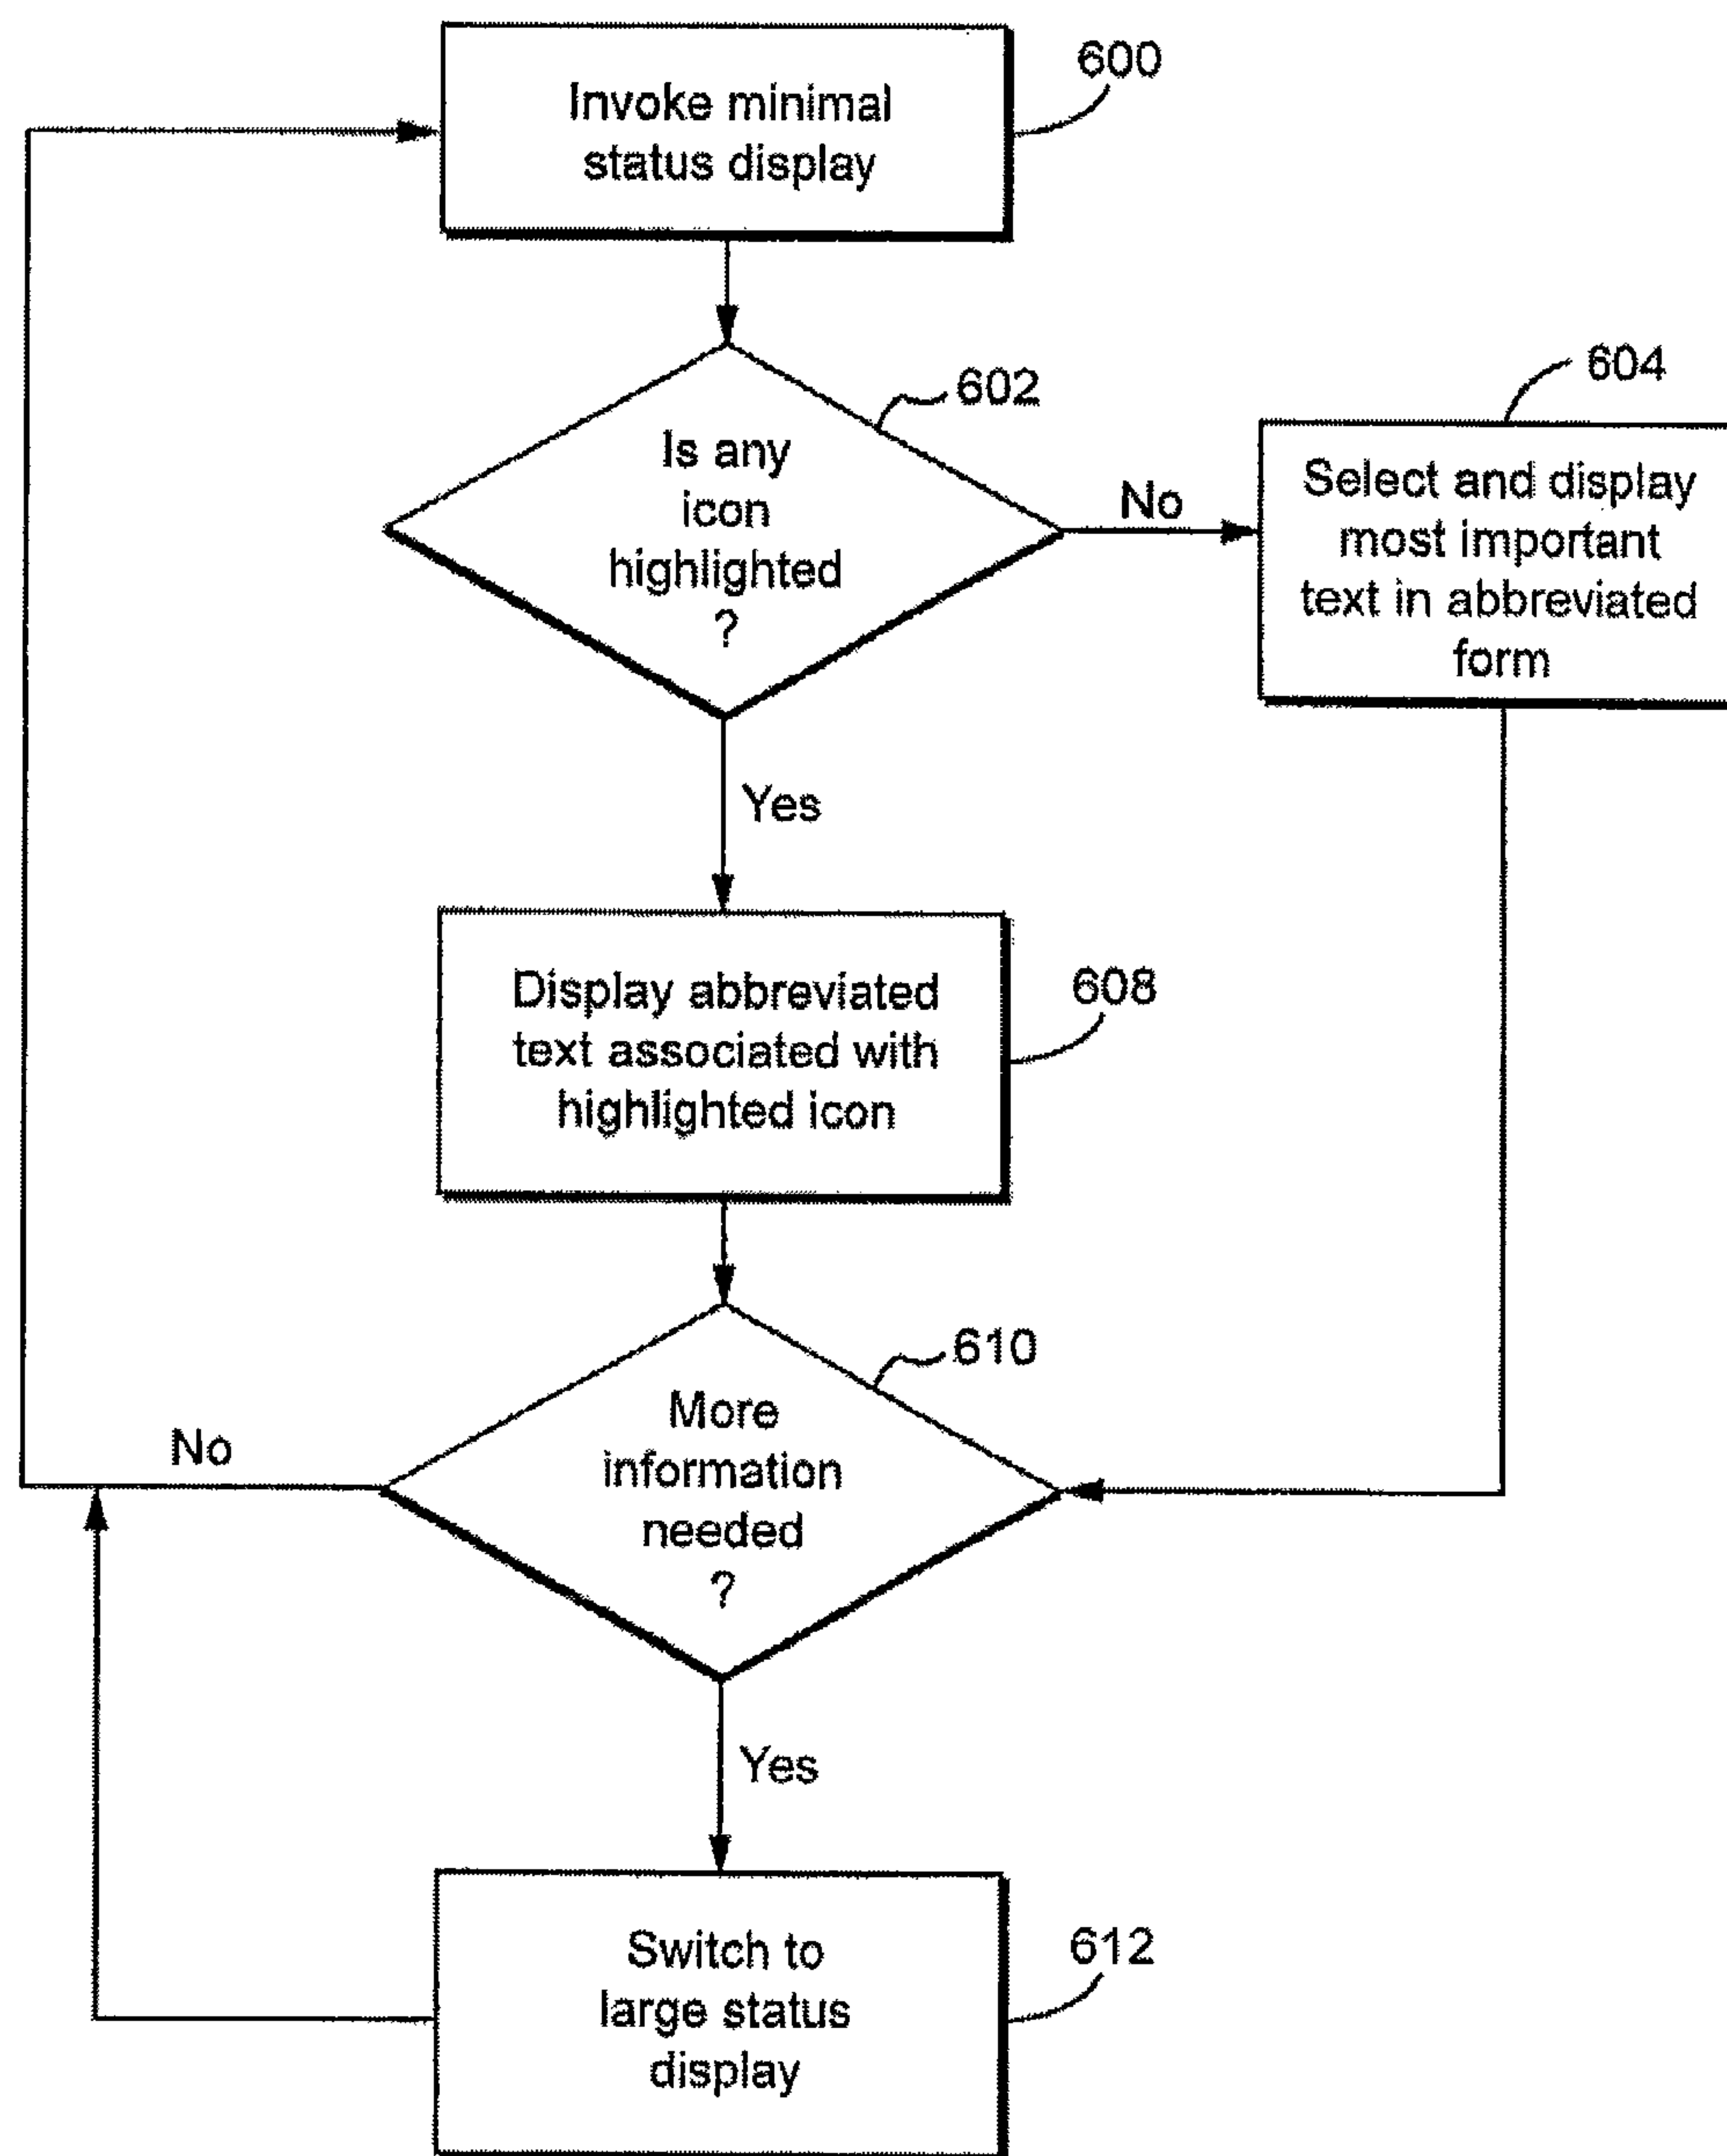 Invoke minimal
status display
600
Is any
icon
highlighted
?
602
No
Select and display
most important
text in abbreviated
form
604
Yes
Display abbreviated
text associated with
highlighted icon
608
More
information
needed
?
610
No
Yes
Switch to
large status
display
612